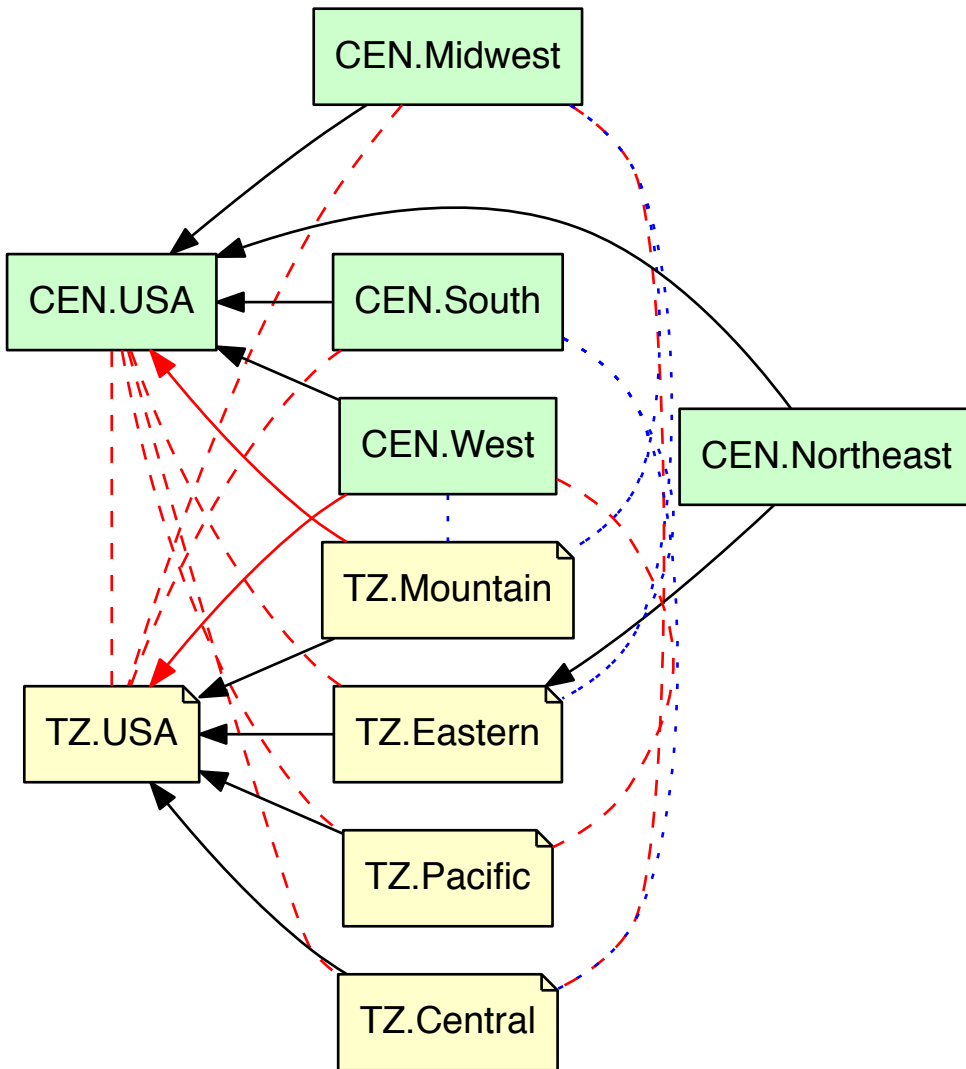 CEN.Midwest
CEN.USA
CEN.South
CEN.West
CEN.Northeast
TZ.Mountain
TZ.USA
TZ.Eastern
TZ.Pacific
TZ.Central